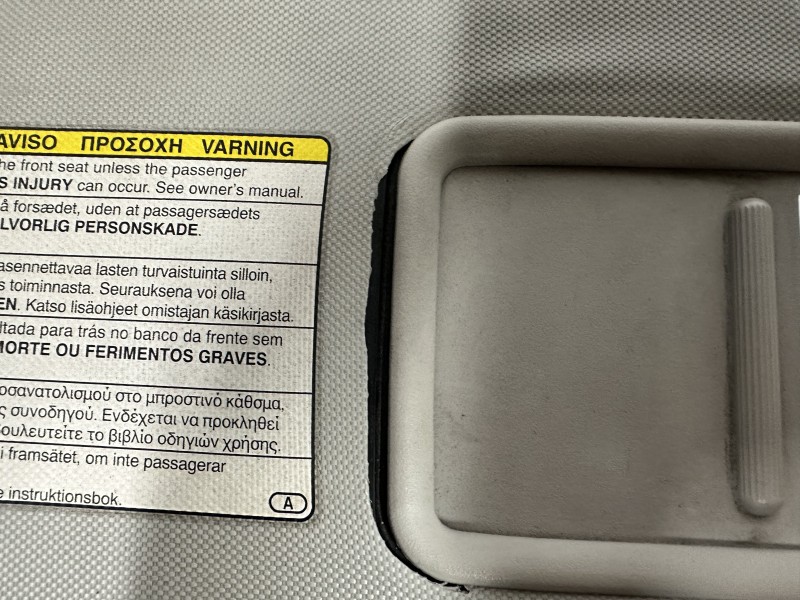 AVISO ΠΡΟΣΟΧΗ VARNING
he front seat unless the passenger
S INJURY can occur. See owner's manual.
å forsædet, uden at passagersædets
LVORLIG PERSONSKADE.
asennettavaa lasten turvaistuinta silloin,
s toiminnasta. Seurauksena voi olla
EN. Katso lisäohjeet omistajan käsikirjasta.
ltada para trás no banco da frente sem
MORTE OU FERIMENTOS GRAVES.
οσανατολισμού στο μπροστινό κάθσμα,
ς συνοδηγού. Ενδέχεται να προκληθεί
ουλευτείτε το βιβλίο οδηγιών χρήσης.
i framsätet, om inte passagerar
e instruktionsbok.
A